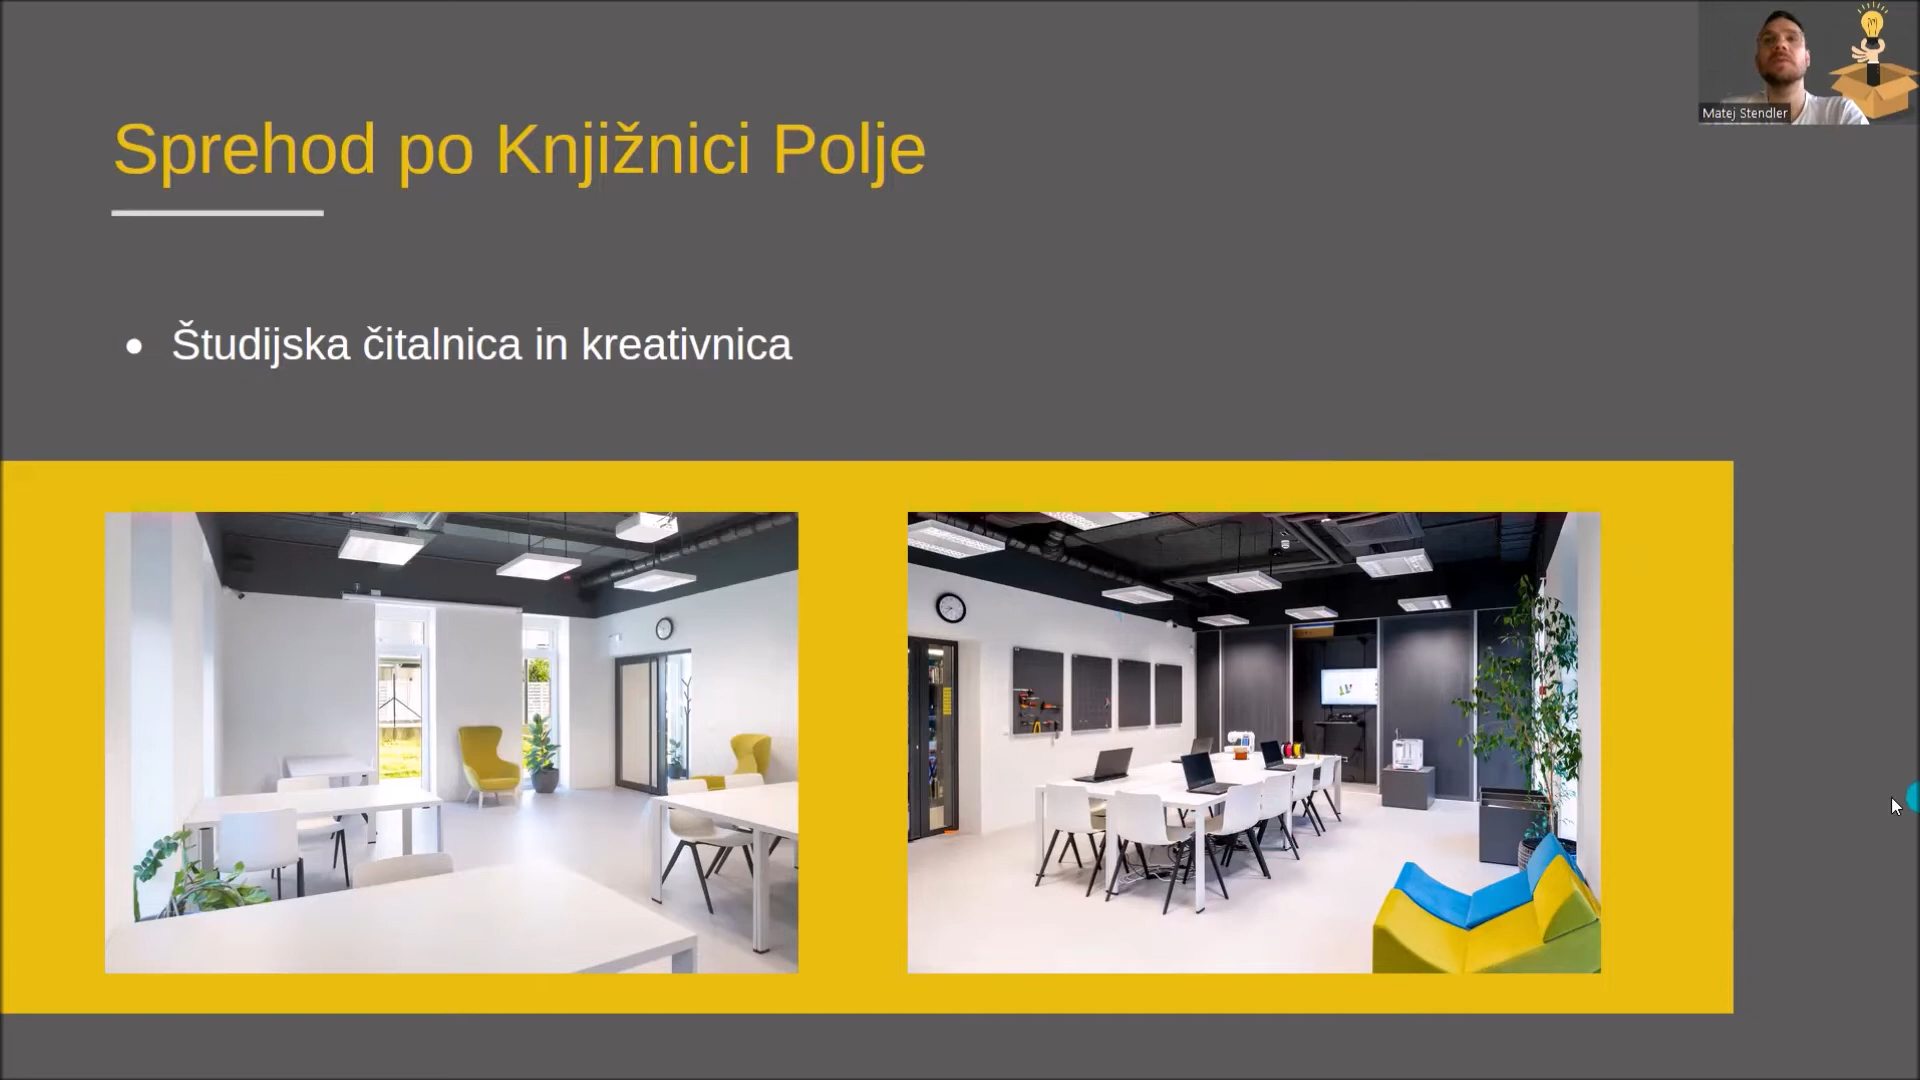 Matej Stendler
Sprehod po Knjižnici Polje
Študijska čitalnica in kreativnica